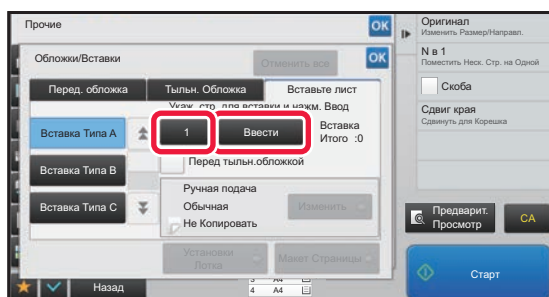 Прочие
OK
Обложки/Вставки
Отменить все
OK
Перед. обложка
Тыльн. Обложка
Вставьте лист
Укаж. стр. для вставки и нажм. Ввод
Вставка Типа A
1
Ввести
Вставка
Итого :0
Вставка Типа B
Перед тыльн.обложкой
Вставка Типа C
Ручная подача
Обычная
Не Копировать
Изменить
Установки
Лотка
Макет Страницы
Назад
4 A4
Оригинал
Изменить Размер/Направл.
N в 1
Поместить Неск. Стр. на Одной
Скоба
Сдвиг края
Сдвинуть для Корешка
Предварит.
Просмотр
CA
Старт